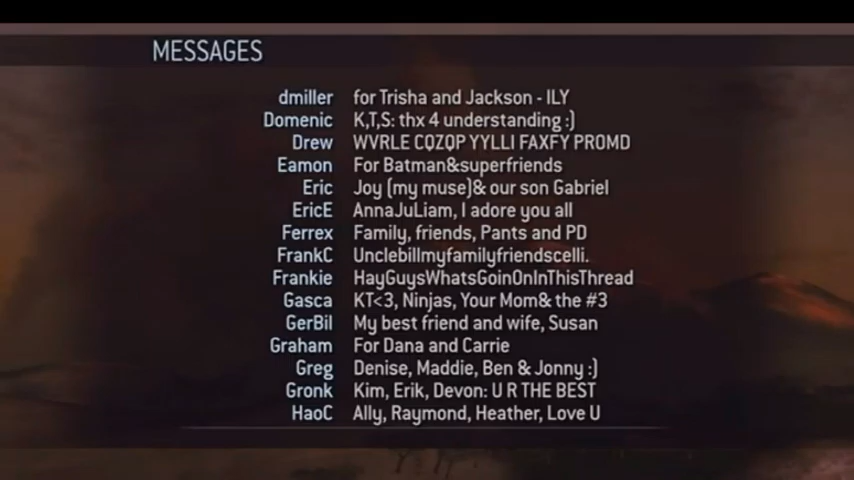 MESSAGES
dmiller for Trisha and Jackson - ILY
Domenic K,T,S: thx 4 understanding :)
Drew WVRLE CQZQP YYLLI FAXFY PROMD
Eamon For Batman&superfriends
Eric Joy (my muse)& our son Gabriel
EricE AnnaJuLiam, I adore you all
Ferrex Family, friends, Pants and PD
FrankC Unclebillmyfamilyfriendscelli.
Frankie HayGuysWhatsGoinOnInThisThread
Gasca KT<3, Ninjas, Your Mom& the #3
GerBil My best friend and wife, Susan
Graham For Dana and Carrie
Greg Denise, Maddie, Ben & Jonny :)
Gronk Kim, Erik, Devon: U R THE BEST
HaoC Ally, Raymond, Heather, Love U